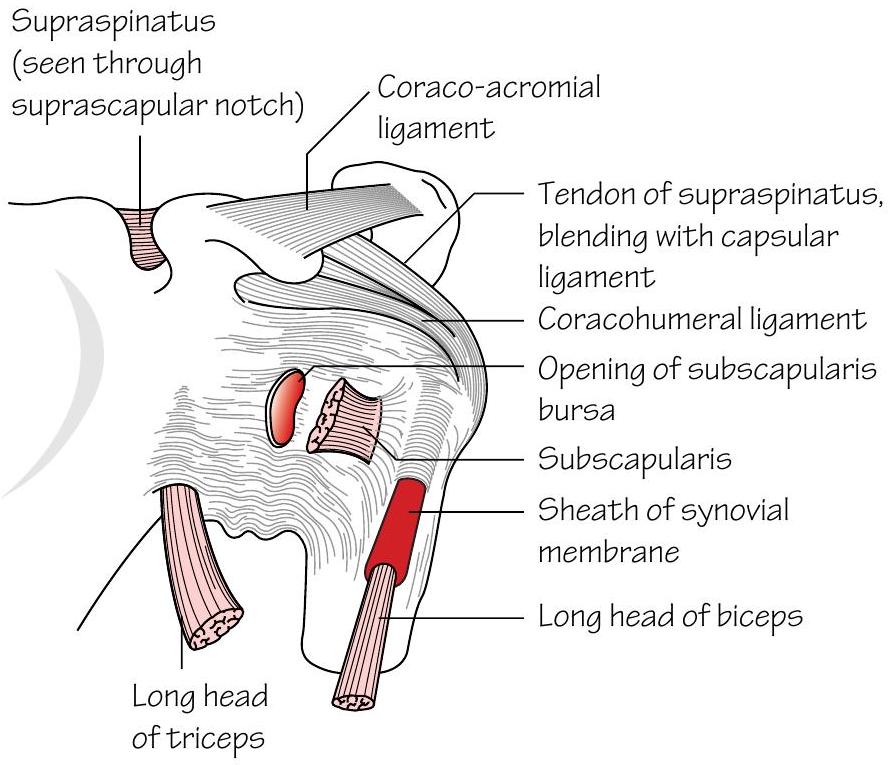 Supraspinatus
(seen through
suprascapular notch)
Coraco-acromial
ligament
Tendon of supraspinatus,
blending with capsular
ligament
Coracohumeral ligament
Opening of subscapularis
bursa
Subscapularis
Sheath of synovial
membrane
Long head of biceps
Long head
of triceps